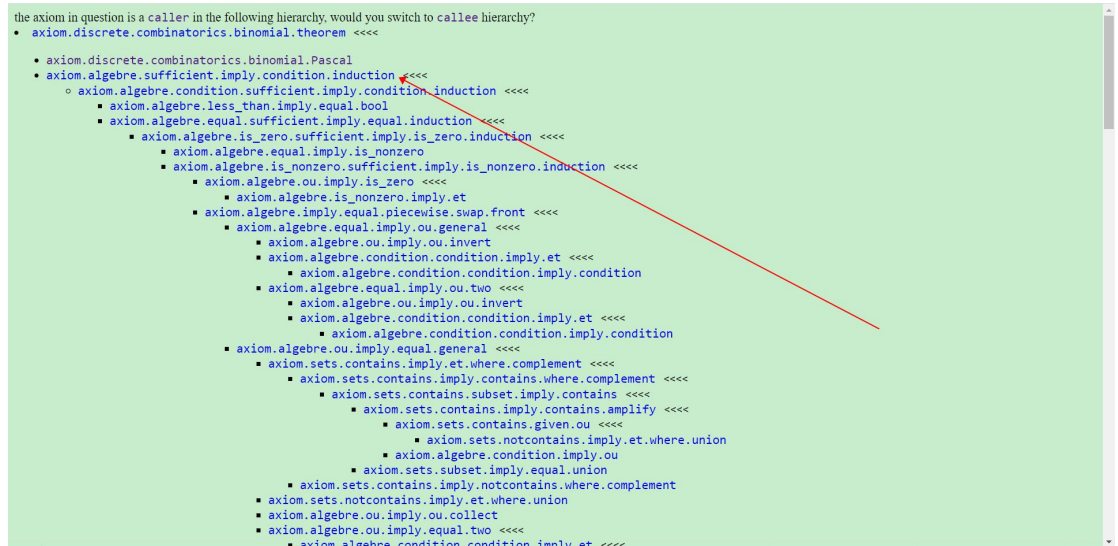 the axiom in question is a caller in the following hierarchy, would you switch to callee hierarchy?
axiom.discrete.combinatorics.binomial.theorem <<<<
axiom.discrete.combinatorics.binomial.Pascal
axiom.algebre.sufficient.imply.condition.induction <<<<
axiom.algebre.condition.sufficient.imply.condition.induction <<<<
axiom.algebre.less_than.imply.equal.bool
axiom.algebre.equal.sufficient.imply.equal.induction <<<<
axiom.algebre.is_zero.sufficient.imply.is_zero.induction <<<<
axiom.algebre.equal.imply.is_nonzero
axiom.algebre.is_nonzero.sufficient.imply.is_nonzero.induction <<<<
axiom.algebre.ou.imply.is_zero <<<<
axiom.algebre.is_nonzero.imply.et
axiom.algebre.imply.equal.piecewise.swap.front <<<<
axiom.algebre.equal.imply.ou.general <<<<
axiom.algebre.ou.imply.ou.invert
axiom.algebre.condition.condition.imply.et <<<<
axiom.algebre.condition.condition.imply.condition
axiom.algebre.equal.imply.ou.two <<<<
axiom.algebre.ou.imply.ou.invert
axiom.algebre.condition.condition.imply.et <<<<
axiom.algebre.condition.condition.imply.condition
axiom.algebre.ou.imply.equal.general <<<<
axiom.sets.contains.imply.et.where.complement <<<<
axiom.sets.contains.imply.contains.where.complement <<<<
axiom.sets.contains.subset.imply.contains <<<<
axiom.sets.contains.imply.contains.amplify <<<<
axiom.sets.contains.given.ou <<<<
axiom.sets.notcontains.imply.et.where.union
axiom.algebre.condition.imply.ou
axiom.sets.subset.imply.equal.union
axiom.sets.contains.imply.notcontains.where.complement
axiom.sets.notcontains.imply.et.where.union
axiom.algebre.ou.imply.ou.collect
axiom.algebre.ou.imply.equal.two <<<<
axiom.algebre.condition.condition.imply.et <<<<